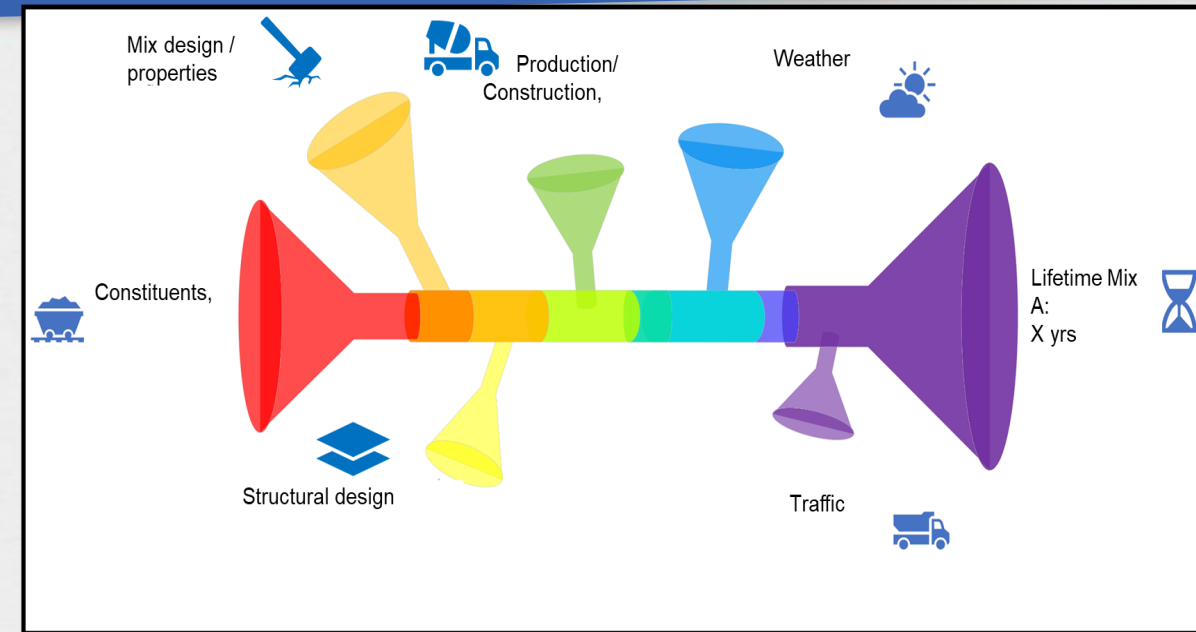 Mix design /
properties
Production/
Construction,
Weather
Constituents,
Lifetime Mix
A:
X yrs
Structural design
Traffic